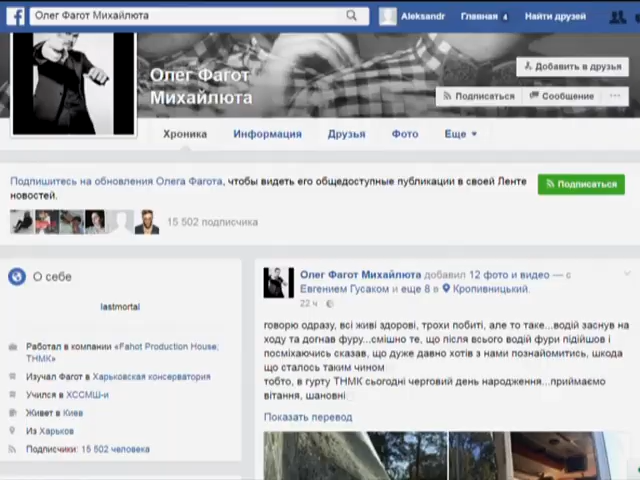 Олег Фагот Михайлюта
Aleksandr
Главная 4
Найти друзей
Олег Фагот
Михайлюта
Добавить в друзья
Подписаться
Сообщение
Хроника
Информация
Друзья
Фото
Еще
Подпишитесь на обновления Олега Фагота, чтобы видеть его общедоступные публикации в своей Ленте
новостей.
Подписаться
15 502 подписчика
О себе
lastmortal
Работал в компании «Fahot Production House;
ТНМК»
Изучал Фагот в Харьковская консерватория
Учился в ХССМШ-и
Живет в Киев
Из Харьков
Подписчики: 15 502 человека
Олег Фагот Михайлюта добавил 12 фото и видео — с
Евгением Гусаком и еще 8 в Кропивницький.
22 ч
говорю одразу, всі живі здорові, трохи побиті, але то таке...водій заснув на
ходу та догнав фуру...смішно те, що після всього водій фури підійшов і
посміхаючись сказав, що дуже давно хотів з нами познайомитись, шкода
що сталось таким чином
тобто, в гурту ТНМК сьогодні черговий день народження...приймаємо
вітання, шановні
Показать перевод